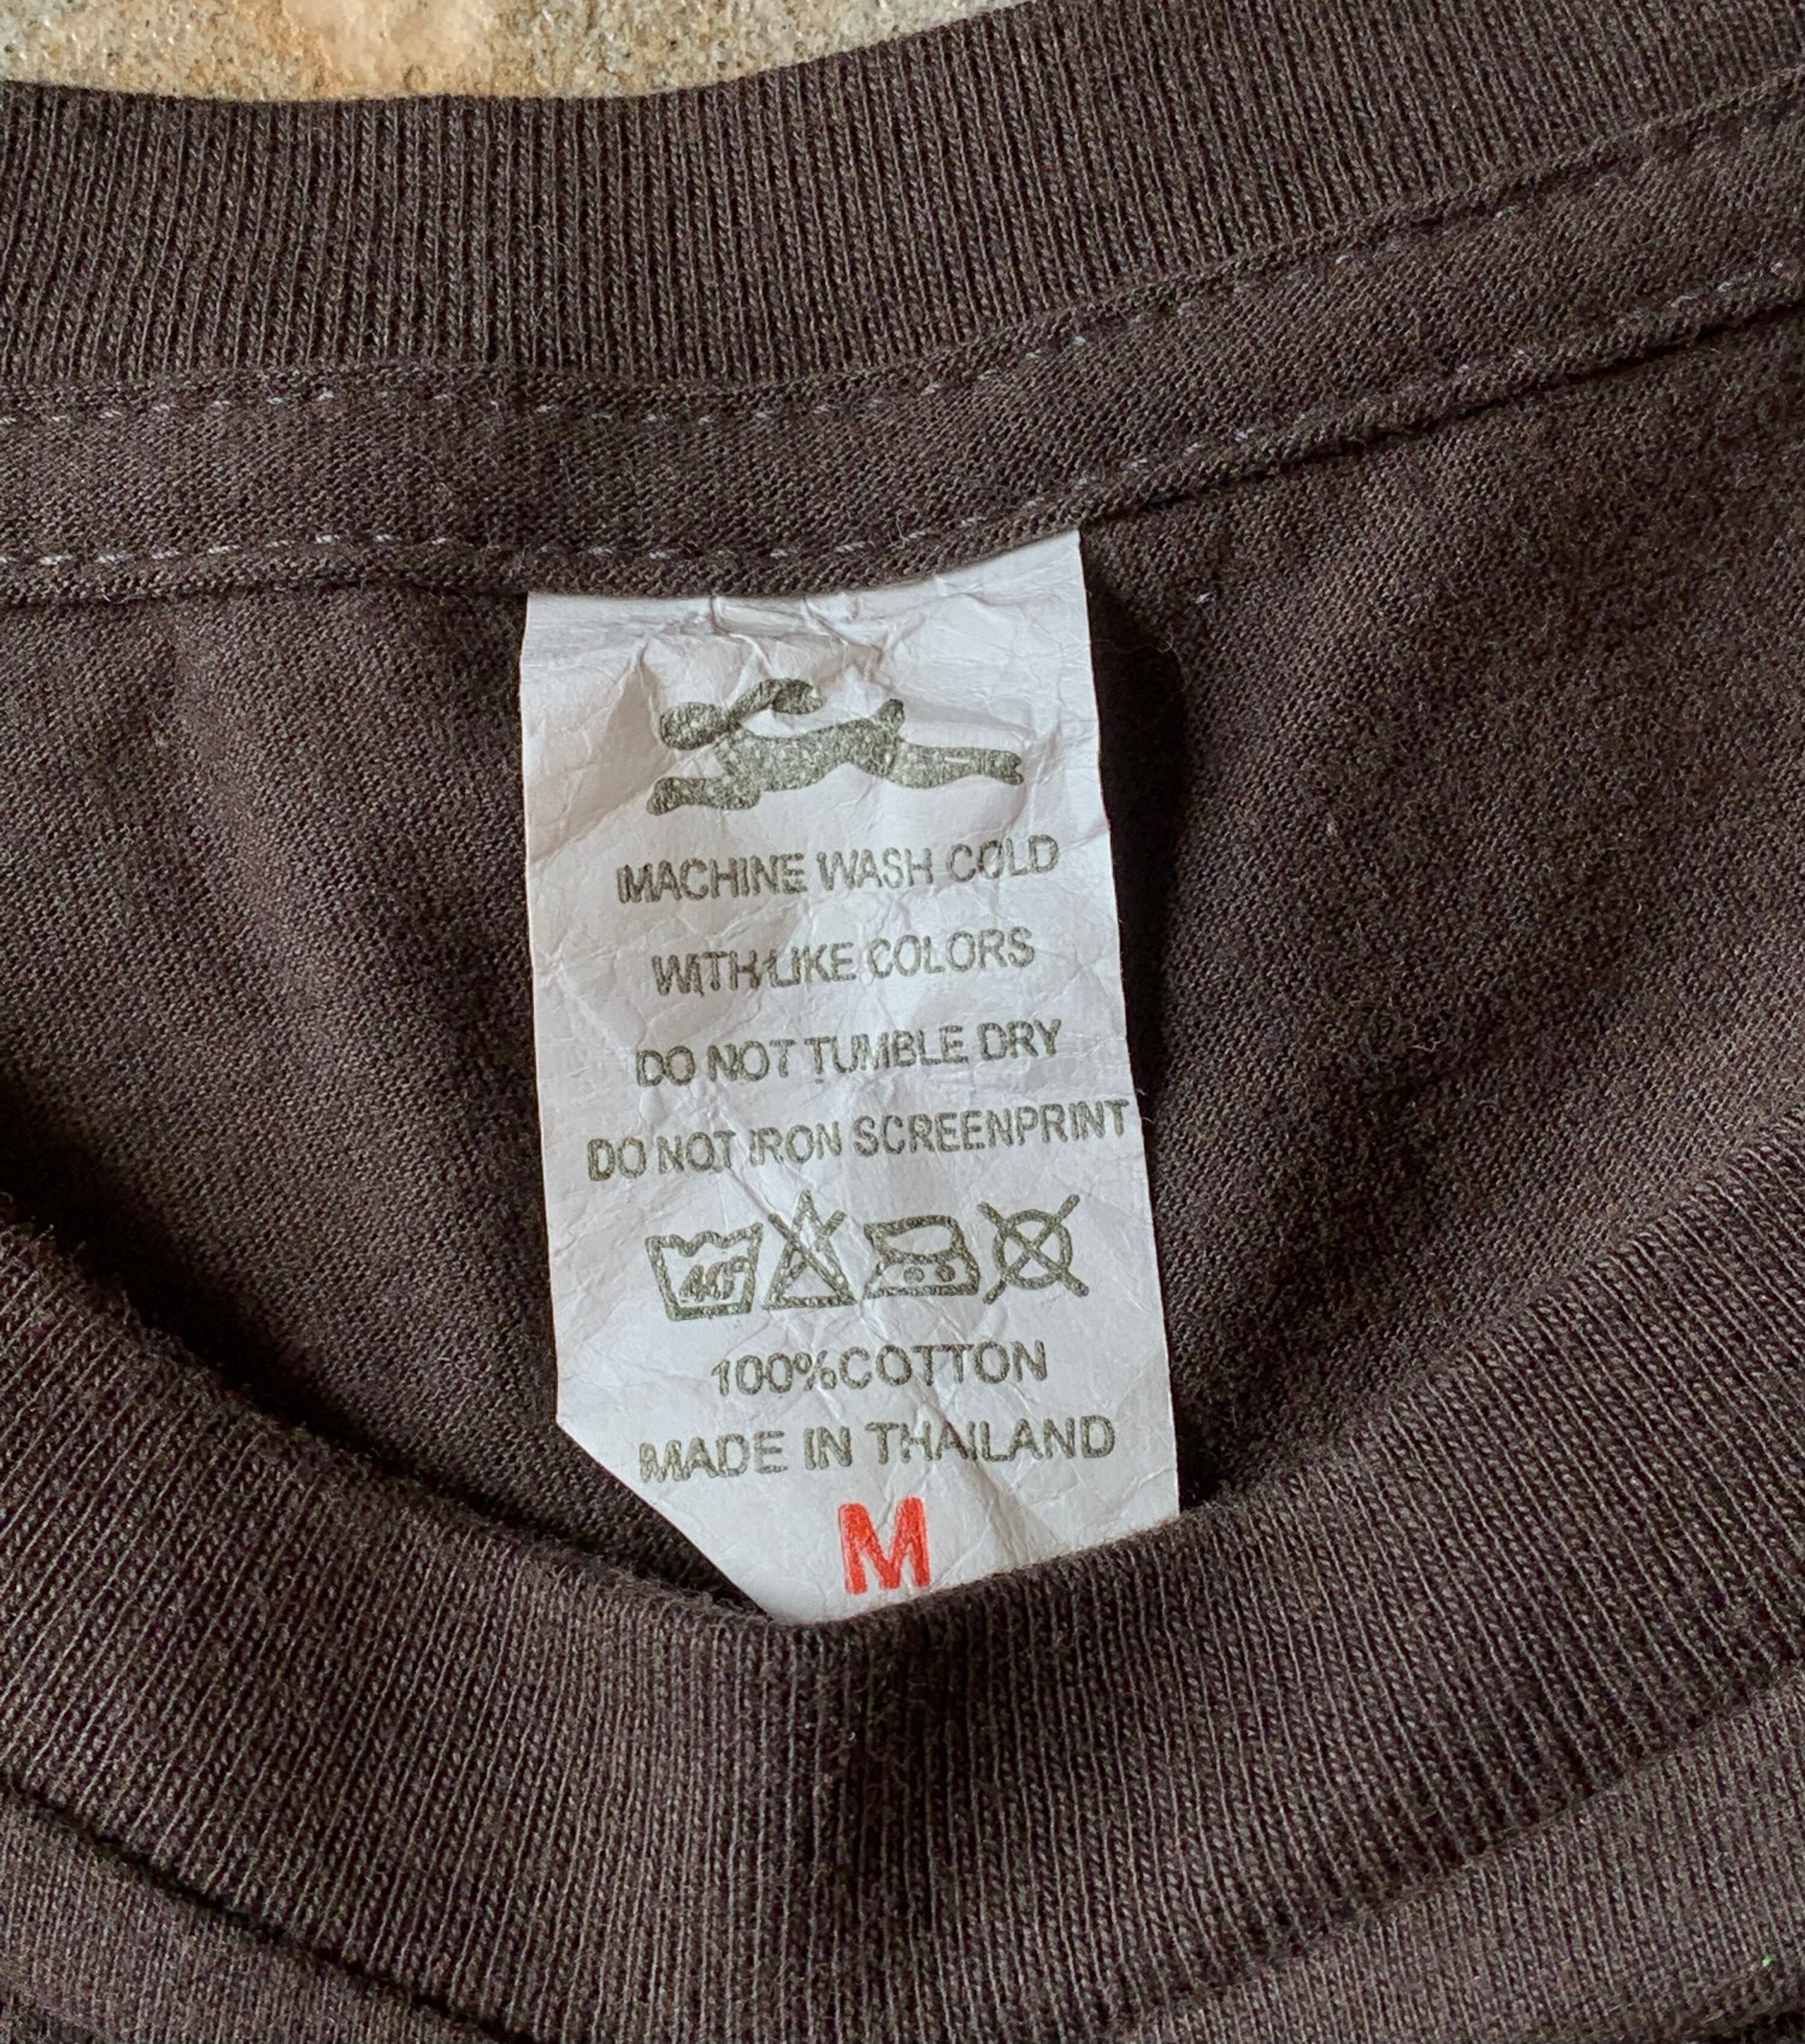 MACHINE WASH COLD
WITH LIKE COLORS
DO NOT TUMBLE DRY
DO NOT IRON SCREENPRINT
40°
100%COTTON
MADE IN THAILAND
M